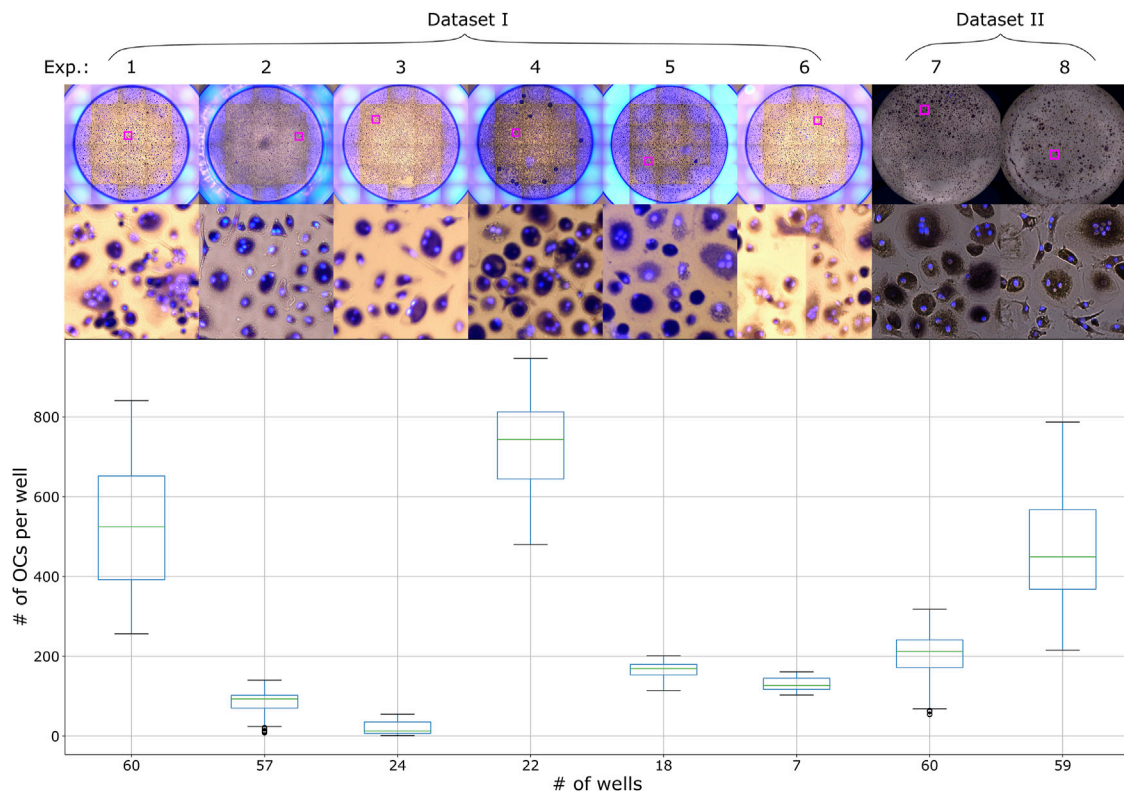 Dataset I Dataset II
Exp.: 1 2 3 4 5 6 7 8
# of OCs per well
800
600
400
200
0
60 57 24 22 18 7 60 59
# of wells